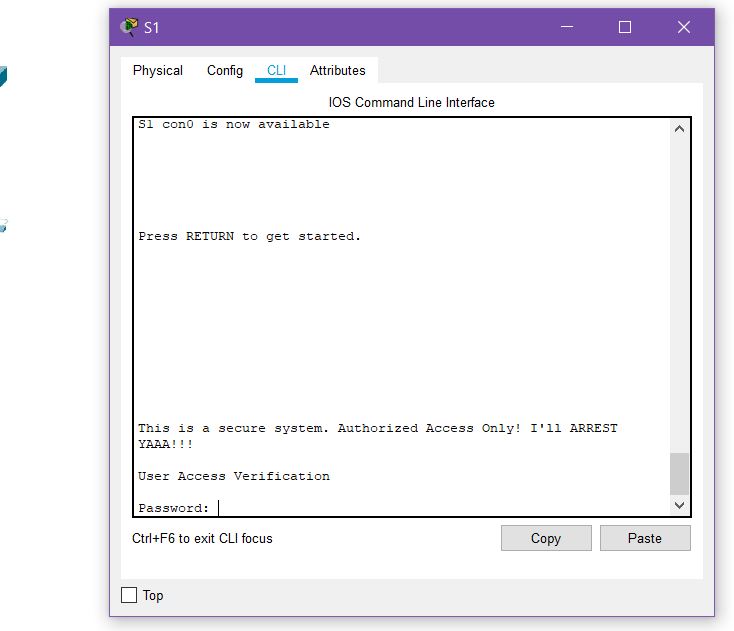 S1
Physical Config CLI Attributes
IOS Command Line Interface
S1 con0 is now available
Press RETURN to get started.
This is a secure system. Authorized Access Only! I'll ARREST
YAAA!!!
User Access Verification
Password:
Ctrl+F6 to exit CLI focus Copy Paste
Top